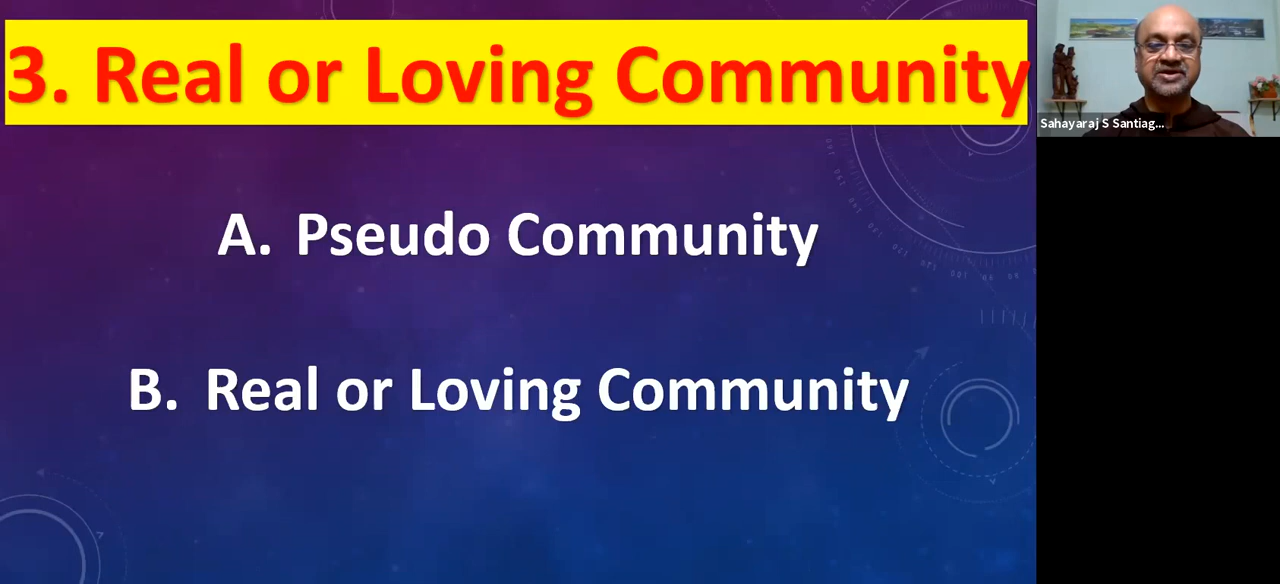 3. Real or Loving Community
A. Pseudo Community
B. Real or Loving Community
Sahayaraj S Santiag...